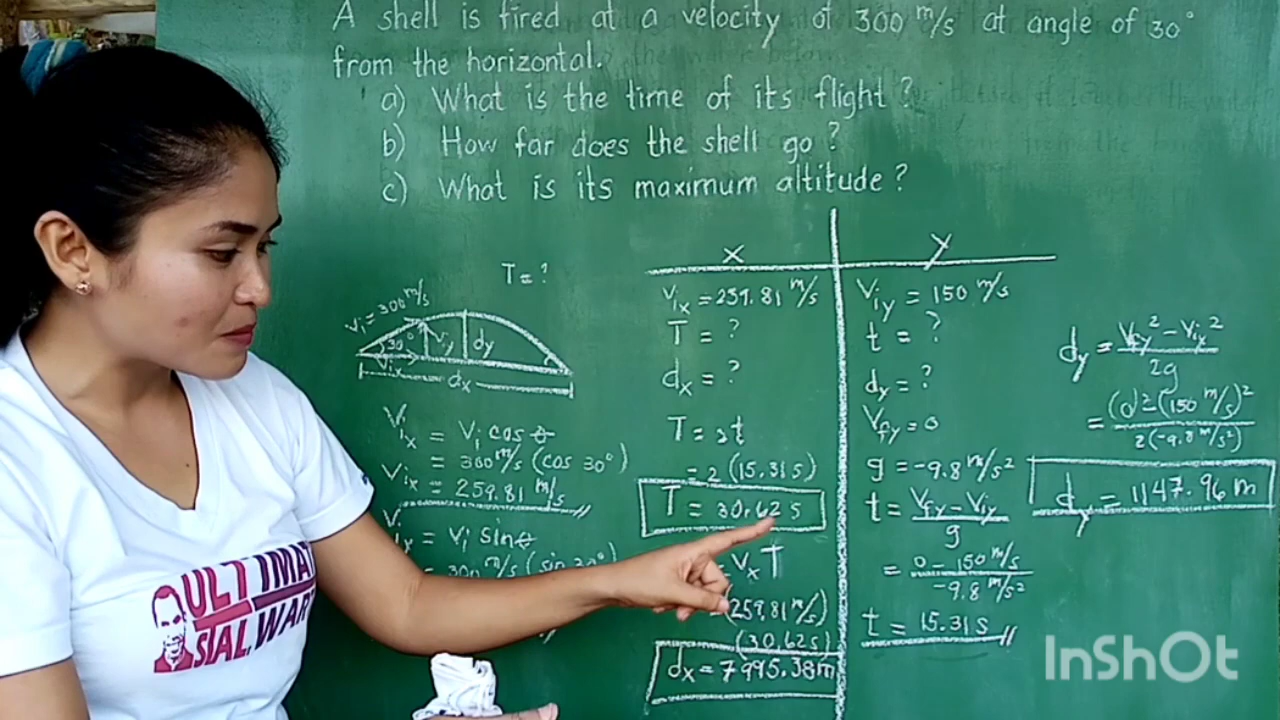 A shell is fired at a velocity of 300 m/s at angle of 30°
from the horizontal.
a) What is the time of its flight?
b) How far does the shell go?
c) What is its maximum altitude?
T = ?
Vi = 300 m/s
30°
Vy
dy
Vix
dx
Vix = Vi cos θ
= 300 m/s (cos 30°)
Vix = 259.81 m/s
Viy = Vi sin θ
= 300 m/s (sin 30°)
x
Vix = 259.81 m/s
T = ?
dx = ?
T = 2t
= 2 (15.31 s)
T = 30.62 s
= Vx T
= (259.81 m/s)
(30.62 s)
dx = 7995.38 m
y
Viy = 150 m/s
t = ?
dy = ?
Vfy = 0
g = -9.8 m/s²
t = Vfy - Viy
g
= 0 - 150 m/s
-9.8 m/s²
t = 15.31 s
dy = Vfy² - Viy²
2g
= (0)² - (150 m/s)²
2(-9.8 m/s²)
dy = 1147.96 m
ULTIMA
SIAL WAR
InShOt